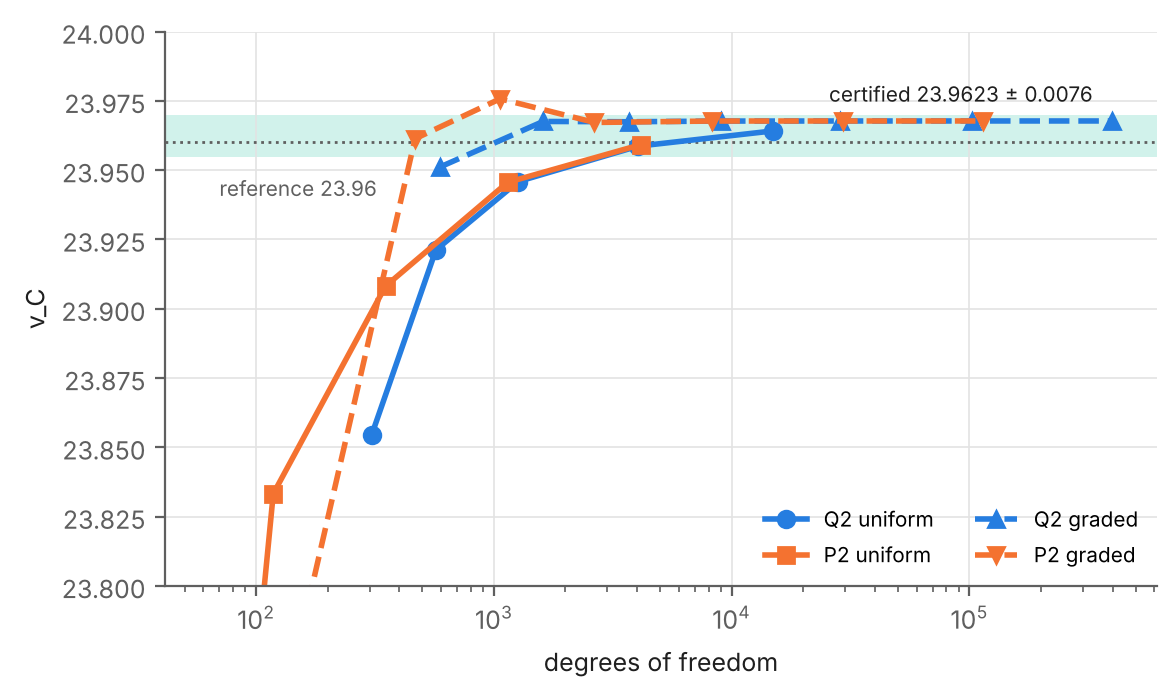 24.000
23.975
23.950
23.925
23.900
23.875
23.850
23.825
23.800
v_C
certified 23.9623 ± 0.0076
reference 23.96
Q2 uniform
Q2 graded
P2 uniform
P2 graded
10²
10³
10⁴
10⁵
degrees of freedom